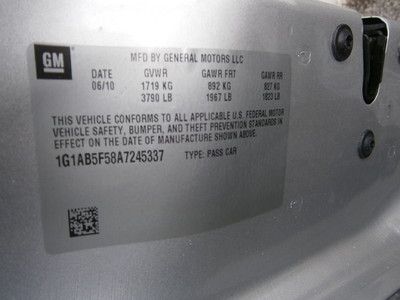 GM
MFD BY GENERAL MOTORS LLC
DATE GVWR GAWR FRT GAWR RR
06/10 1719 KG 892 KG 827 KG
3790 LB 1967 LB 1823 LB
THIS VEHICLE CONFORMS TO ALL APPLICABLE U.S. FEDERAL MOTOR
VEHICLE SAFETY, BUMPER, AND THEFT PREVENTION STANDARDS IN
EFFECT ON THE DATE OF MANUFACTURE SHOWN ABOVE.
1G1AB5F58A7245337 TYPE: PASS CAR